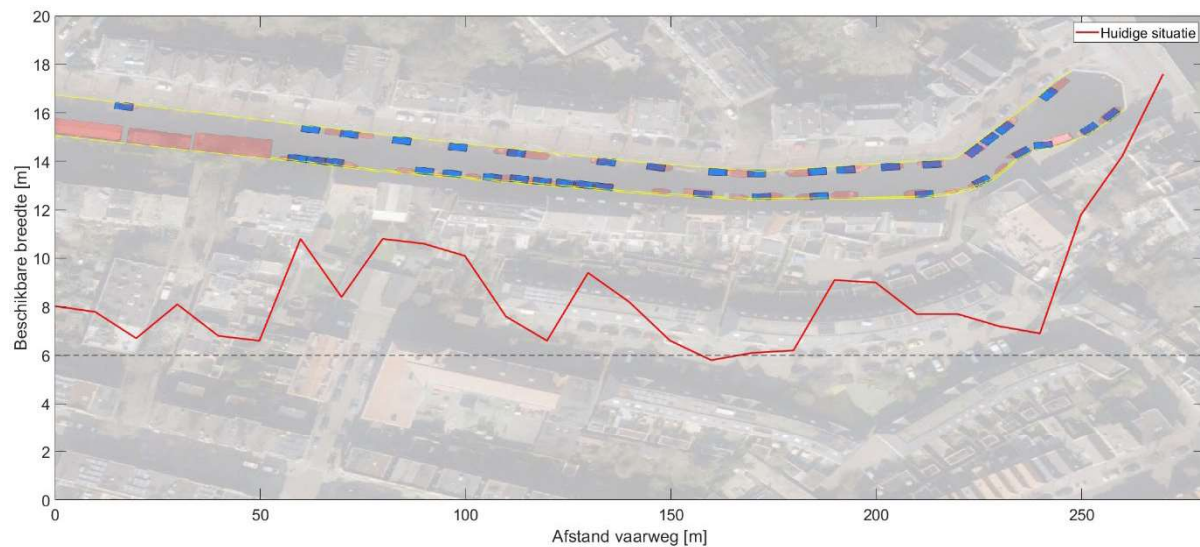 20
18
16
14
12
10
8
6
4
2
0
Beschikbare breedte [m]
Huidige situatie
0 50 100 150 200 250
Afstand vaarweg [m]